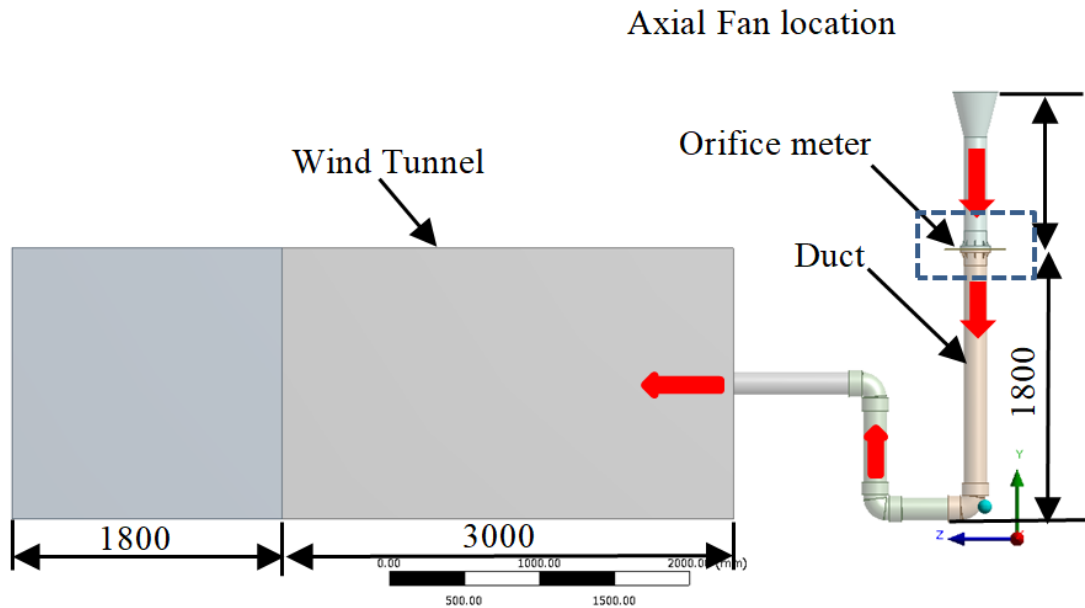 Axial Fan location
Orifice meter
Wind Tunnel
Duct
1800
Y
Z
X
1800
3000
0.00
1000.00
2000.00 (mm)
500.00
1500.00